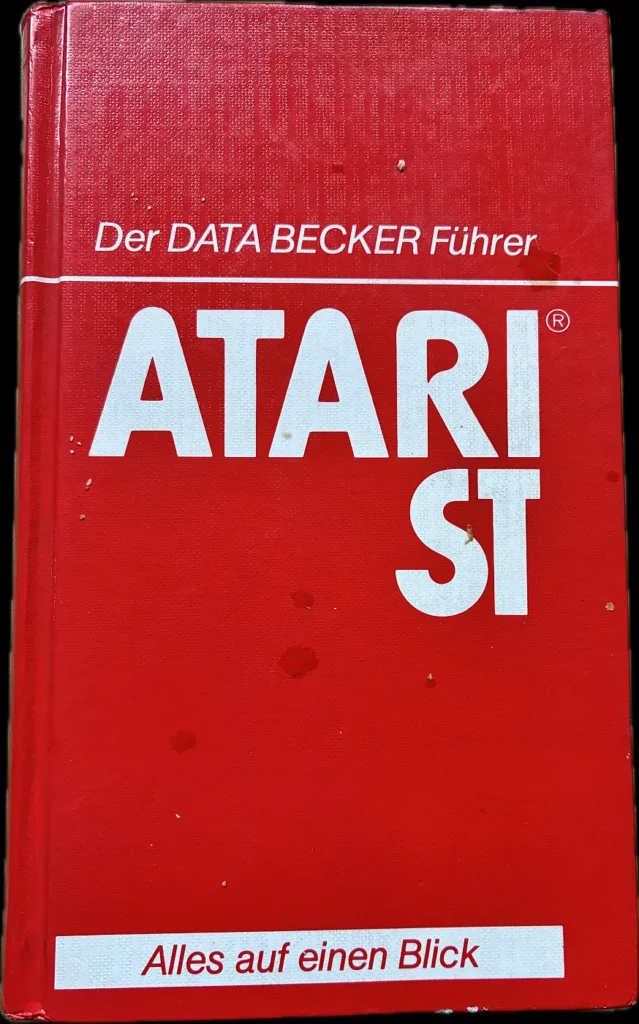 Der DATA BECKER Führer
ATARI®
ST
Alles auf einen Blick